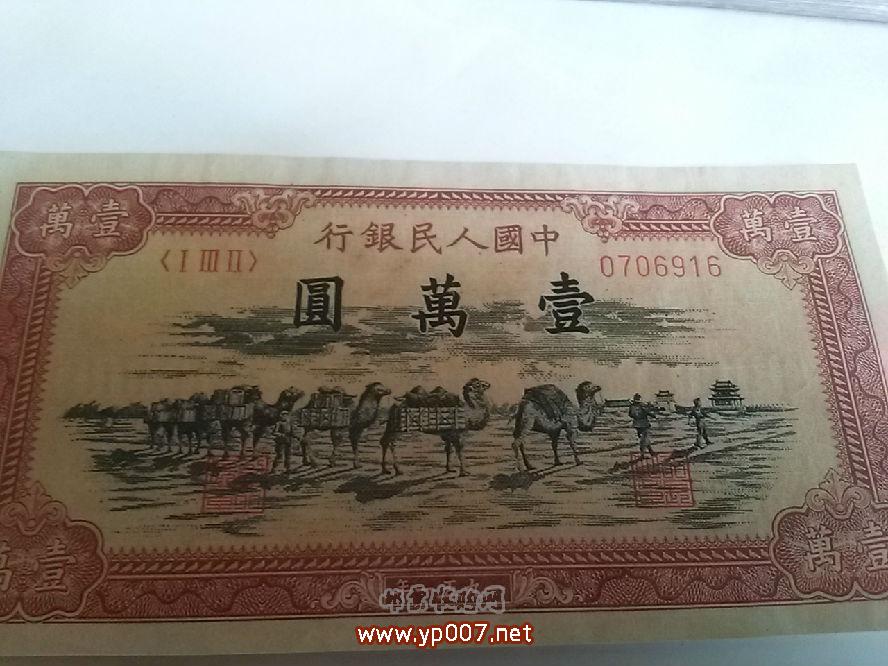 中國人民銀行
〈I III II〉
0706916
壹萬圓
壹萬
壹萬
壹萬
壹萬
www.yp007.net